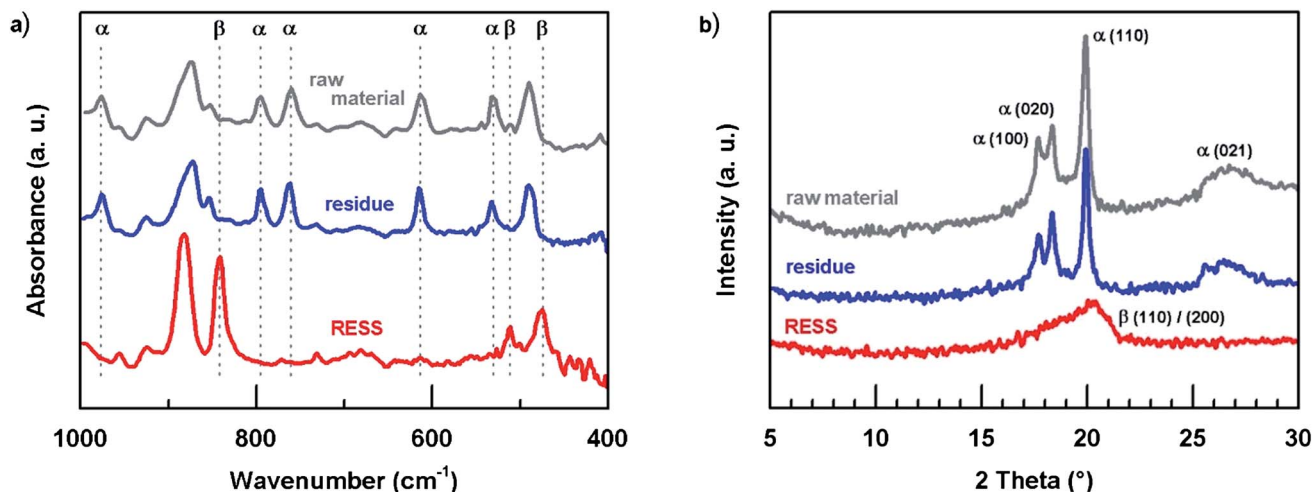 a)
α β α α α α β β
raw
material
residue
RESS
Absorbance (a. u.)
1000 800 600 400
Wavenumber (cm⁻¹)
b)
α (110)
α (020)
α (100)
α (021)
raw material
residue
RESS
β (110) / (200)
Intensity (a. u.)
5 10 15 20 25 30
2 Theta (°)